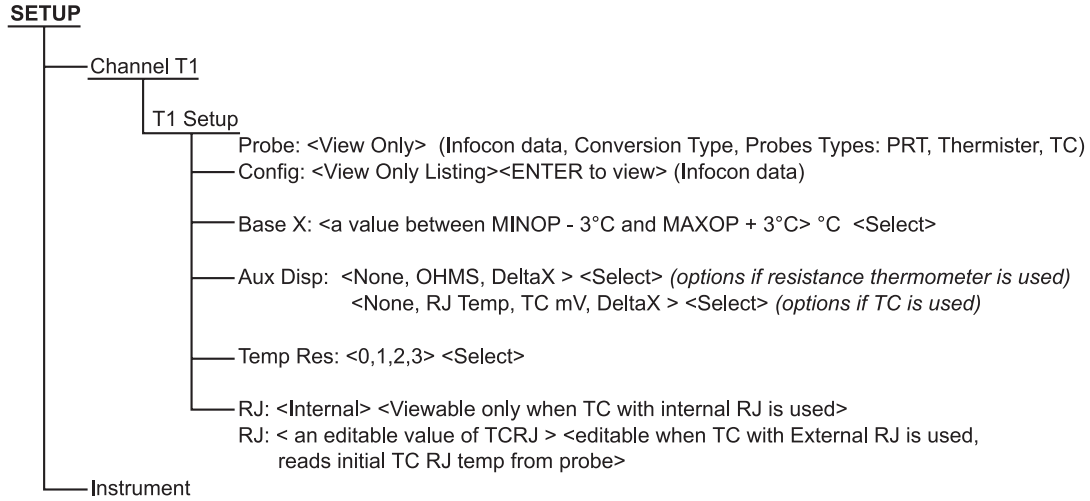 SETUP
Channel T1
T1 Setup
Probe: <View Only> (Infocon data, Conversion Type, Probes Types: PRT, Thermister, TC)
Config: <View Only Listing><ENTER to view> (Infocon data)
Base X: <a value between MINOP - 3°C and MAXOP + 3°C> °C <Select>
Aux Disp: <None, OHMS, DeltaX > <Select> (options if resistance thermometer is used)
<None, RJ Temp, TC mV, DeltaX > <Select> (options if TC is used)
Temp Res: <0,1,2,3> <Select>
RJ: <Internal> <Viewable only when TC with internal RJ is used>
RJ: < an editable value of TCRJ > <editable when TC with External RJ is used,
reads initial TC RJ temp from probe>
Instrument